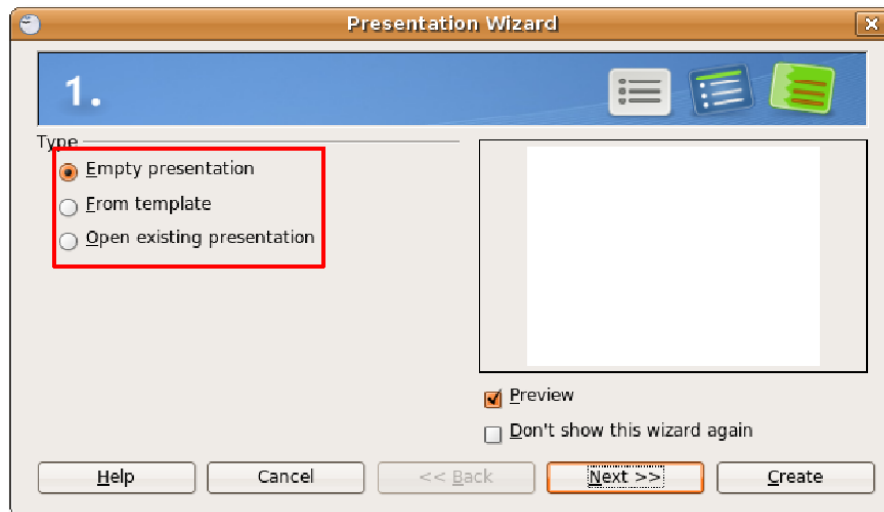 Presentation Wizard
1.
Type
Empty presentation
From template
Open existing presentation
Preview
Don't show this wizard again
Help
Cancel
<< Back
Next >>
Create